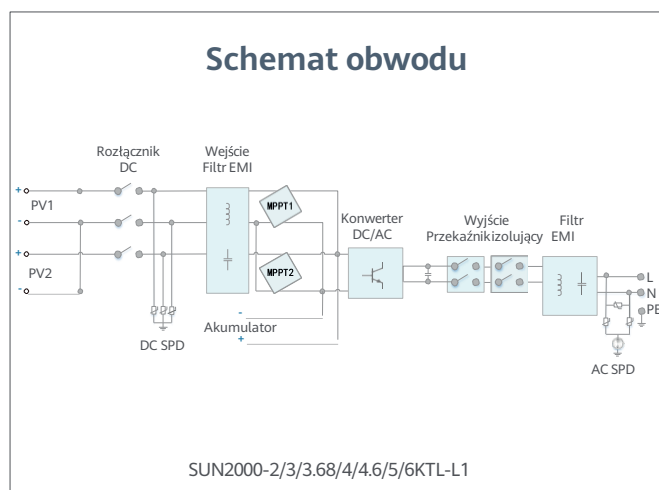 Schemat obwodu
Rozłącznik
DC
Wejście
Filtr EMI
+
PV1
-
+
PV2
-
MPPT1
MPPT2
Konwerter
DC/AC
Wyjście
Przekaźnikizolujący
Filtr
EMI
L
N
PE
-
Akumulator
+
DC SPD
AC SPD
SUN2000-2/3/3.68/4/4.6/5/6KTL-L1